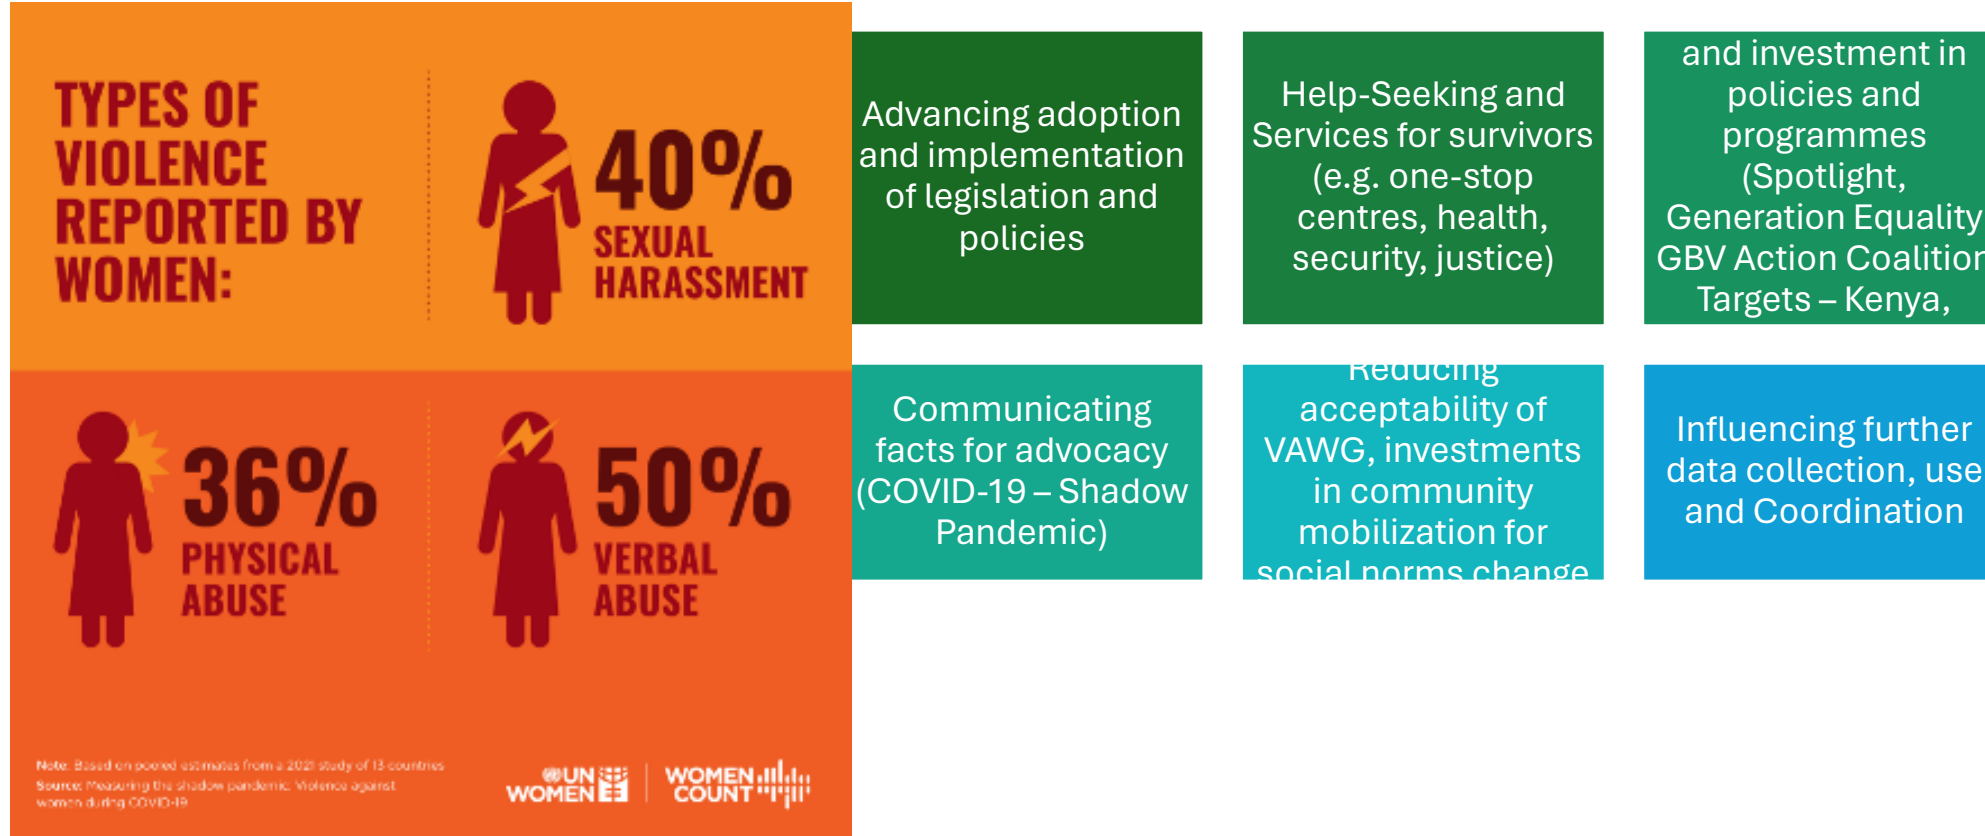 TYPES OF
VIOLENCE
REPORTED BY
WOMEN:
40%
SEXUAL
HARASSMENT
36%
PHYSICAL
ABUSE
50%
VERBAL
ABUSE
Note: Based on pooled estimates from a 2021 study of 13 countries
Source: Measuring the shadow pandemic: Violence against
women during COVID-19
UN
WOMEN
WOMEN
COUNT
Advancing adoption
and implementation
of legislation and
policies
Help-Seeking and
Services for survivors
(e.g. one-stop
centres, health,
security, justice)
and investment in
policies and
programmes
(Spotlight,
Generation Equality
GBV Action Coalition
Targets – Kenya,
Communicating
facts for advocacy
(COVID-19 – Shadow
Pandemic)
Reducing
acceptability of
VAWG, investments
in community
mobilization for
social norms change
Influencing further
data collection, use
and Coordination